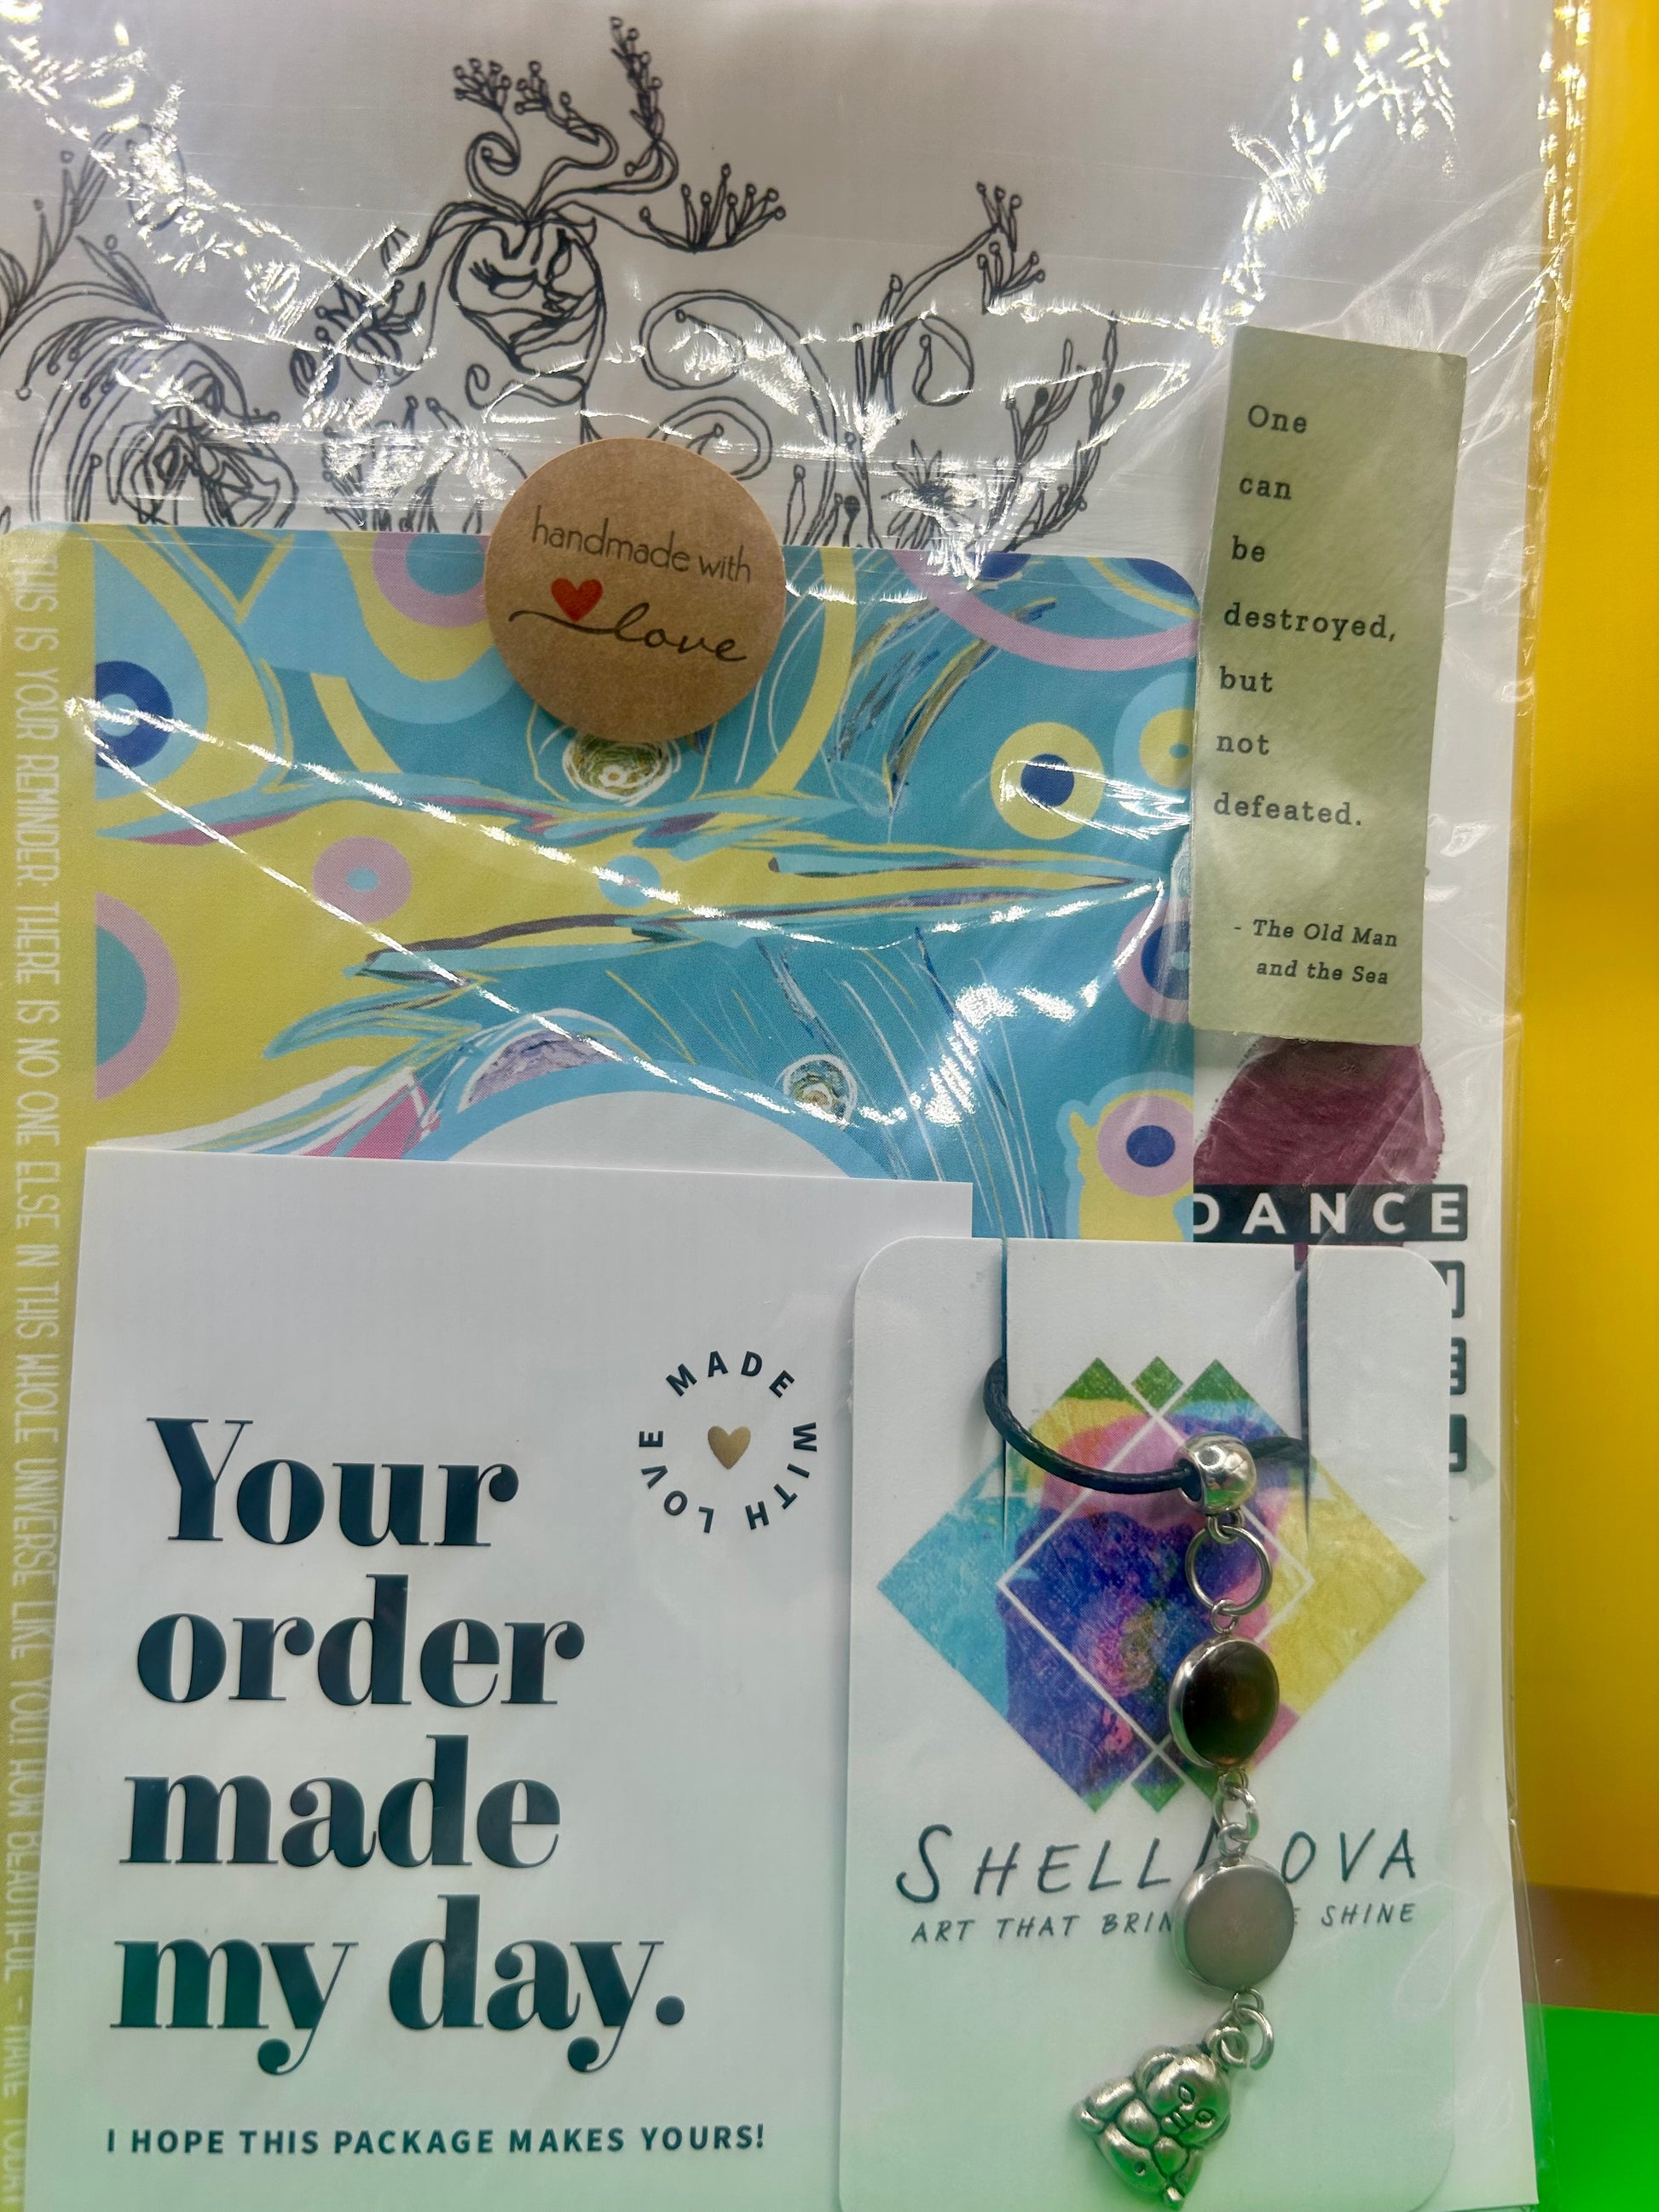 One
can
be
destroyed,
but
not
defeated.
- The Old Man
and the Sea
handmade with
love
THIS IS YOUR REMINDER: THERE IS NO ONE ELSE IN THIS WHOLE UNIVERSE LIKE YOU! HOW BEAUTIFUL -
DANCE
MADE WITH LOVE
Your
order
made
my day.
I HOPE THIS PACKAGE MAKES YOURS!
ART THAT SHINE